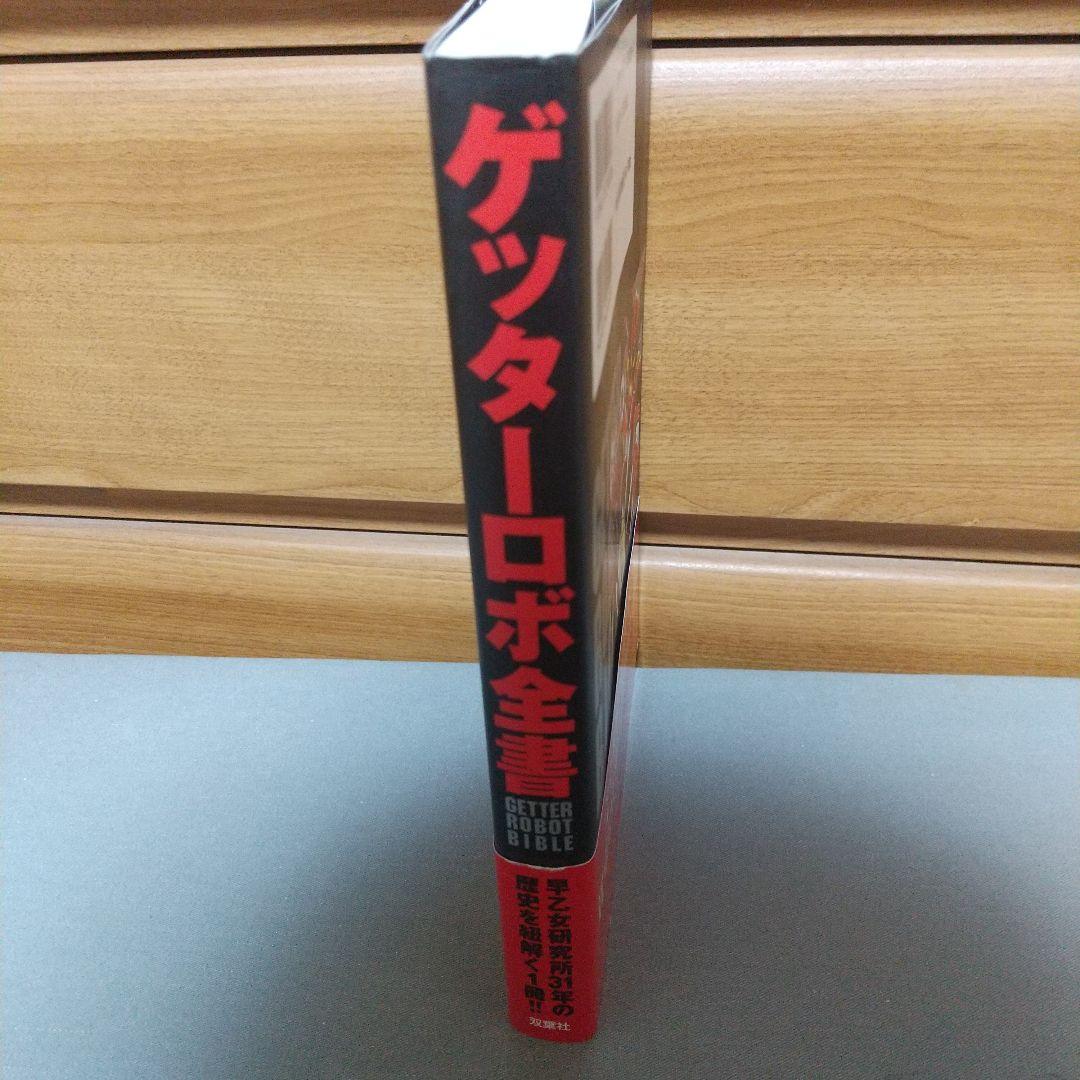 ゲッターロボ全書
GETTER
ROBOT
BiBLE
早乙女研究所31年の
歴史を紐解く1冊!!
双葉社